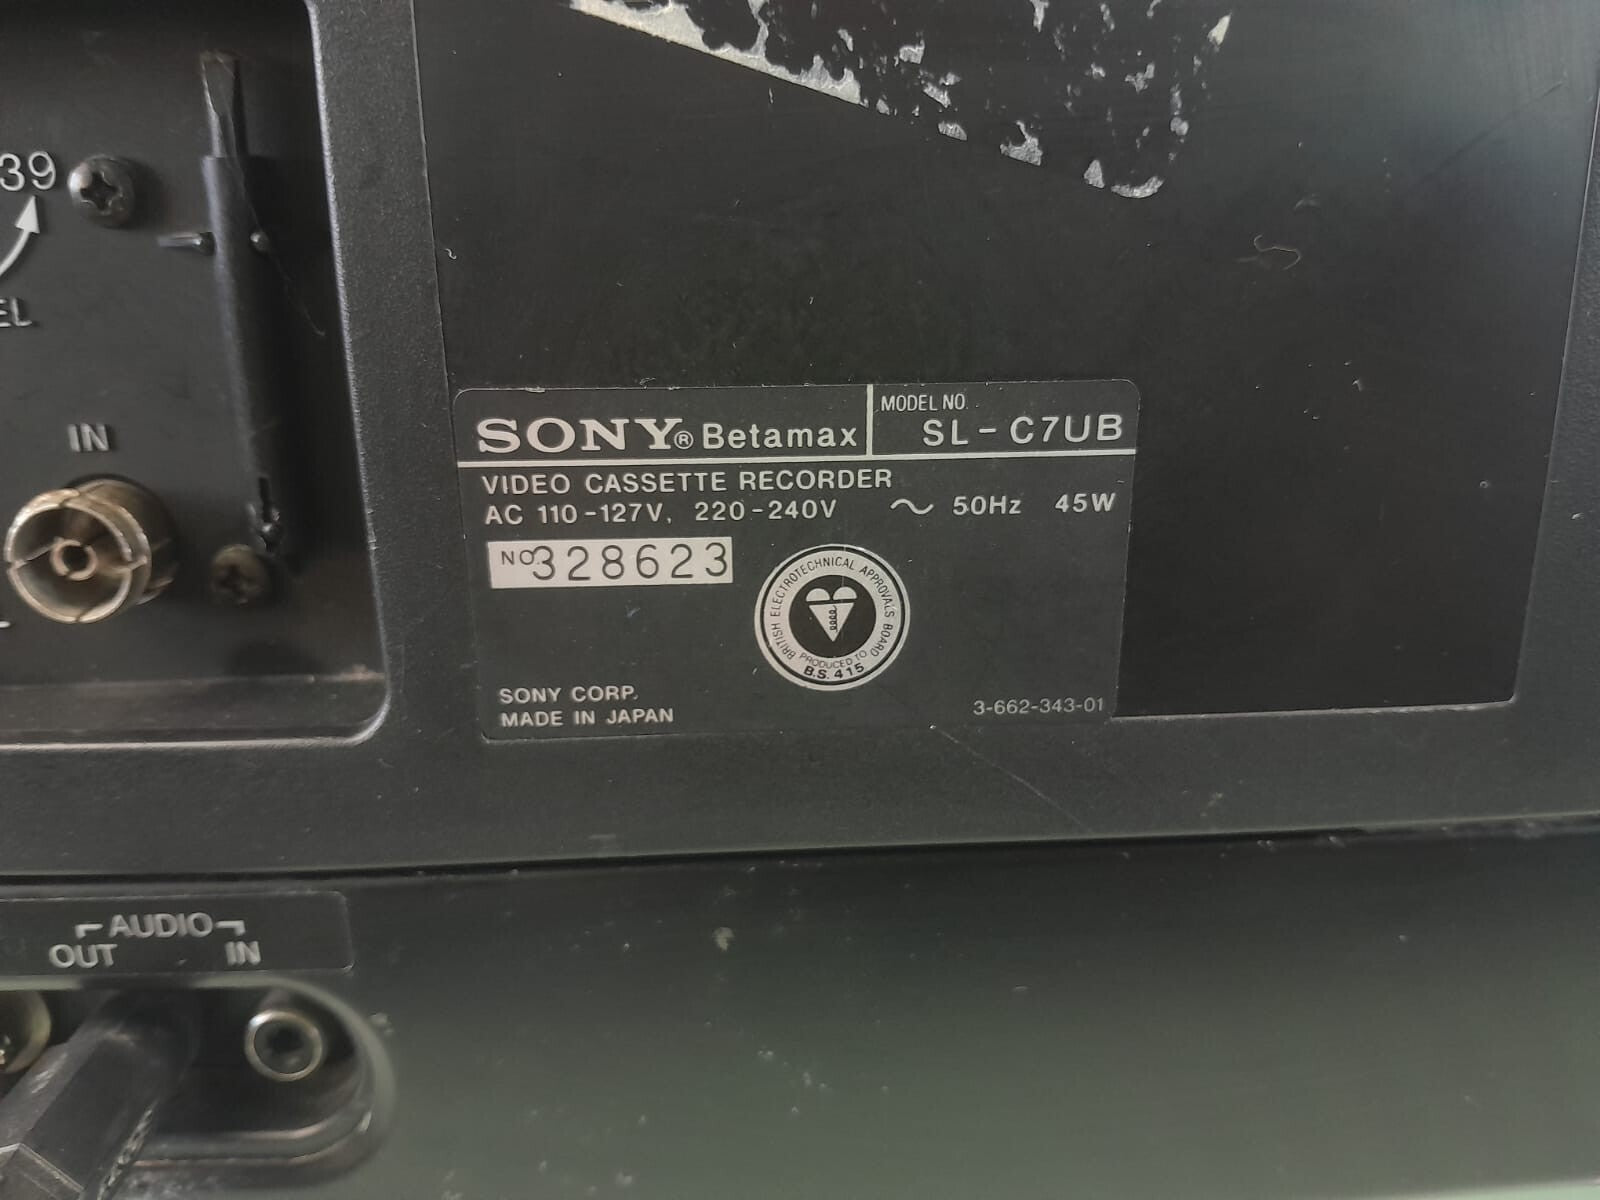 39
EL
IN
SONY® Betamax
MODEL NO.
SL-C7UB
VIDEO CASSETTE RECORDER
AC 110-127V, 220-240V ~ 50Hz 45W
NO 328623
BRITISH ELECTROTECHNICAL APPROVALS BOARD
PRODUCED TO
B.S. 415
SONY CORP.
MADE IN JAPAN
3-662-343-01
AUDIO
OUT IN